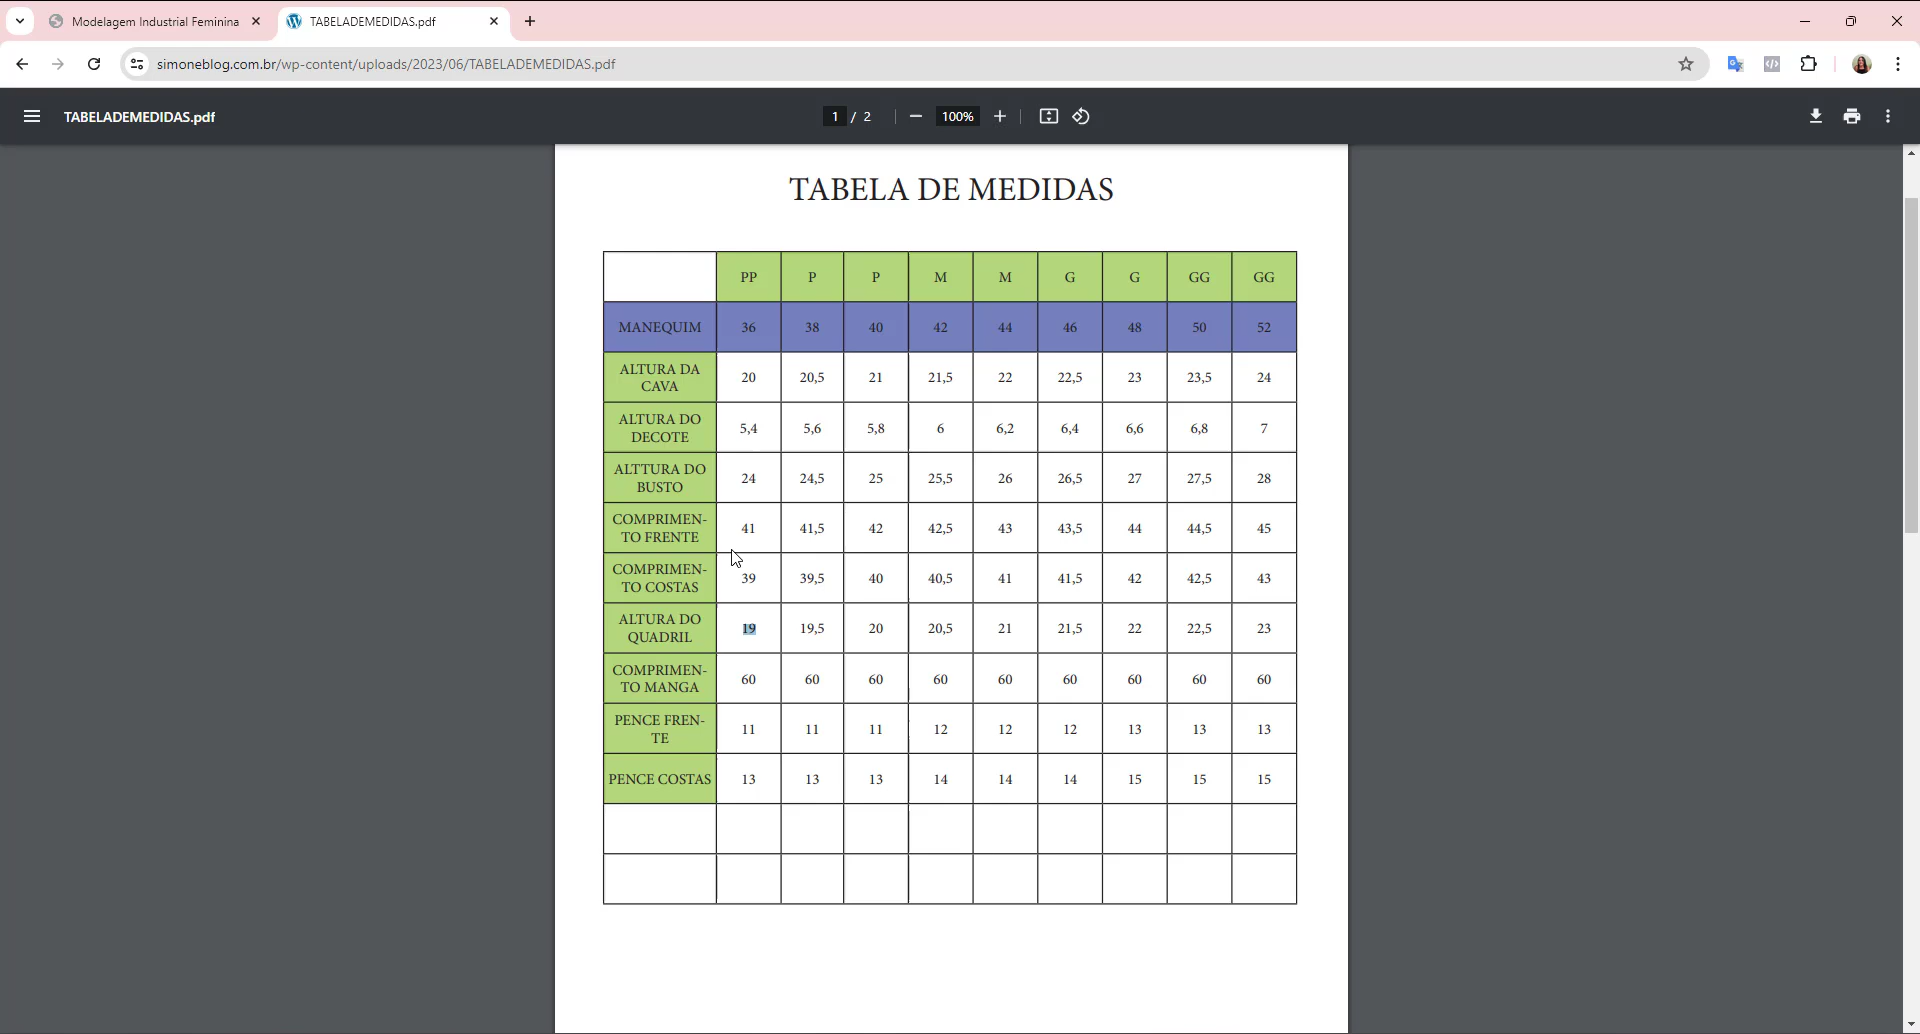 Modelagem Industrial Feminina
TABELADEMEDIDAS.pdf
simoneblog.com.br/wp-content/uploads/2023/06/TABELADEMEDIDAS.pdf
TABELADEMEDIDAS.pdf
1 / 2
100%
TABELA DE MEDIDAS
PP P P M M G G GG GG
MANEQUIM 36 38 40 42 44 46 48 50 52
ALTURA DA
CAVA 20 20,5 21 21,5 22 22,5 23 23,5 24
ALTURA DO
DECOTE 5,4 5,6 5,8 6 6,2 6,4 6,6 6,8 7
ALTTURA DO
BUSTO 24 24,5 25 25,5 26 26,5 27 27,5 28
COMPRIMEN-
TO FRENTE 41 41,5 42 42,5 43 43,5 44 44,5 45
COMPRIMEN-
TO COSTAS 39 39,5 40 40,5 41 41,5 42 42,5 43
ALTURA DO
QUADRIL 19 19,5 20 20,5 21 21,5 22 22,5 23
COMPRIMEN-
TO MANGA 60 60 60 60 60 60 60 60 60
PENCE FREN-
TE 11 11 11 12 12 12 13 13 13
PENCE COSTAS 13 13 13 14 14 14 15 15 15